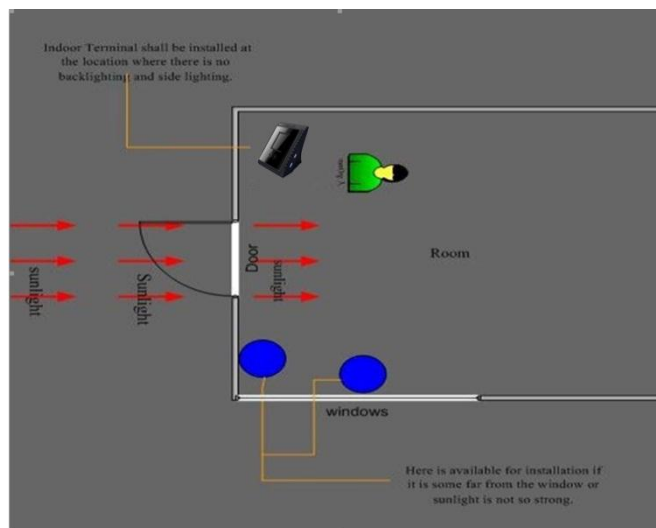 Indoor Terminal shall be installed at
the location where there is no
backlighting and side lighting.
Room
Door
sunlight
Sunlight
sunlight
windows
Here is available for installation if
it is some far from the window or
sunlight is not so strong.